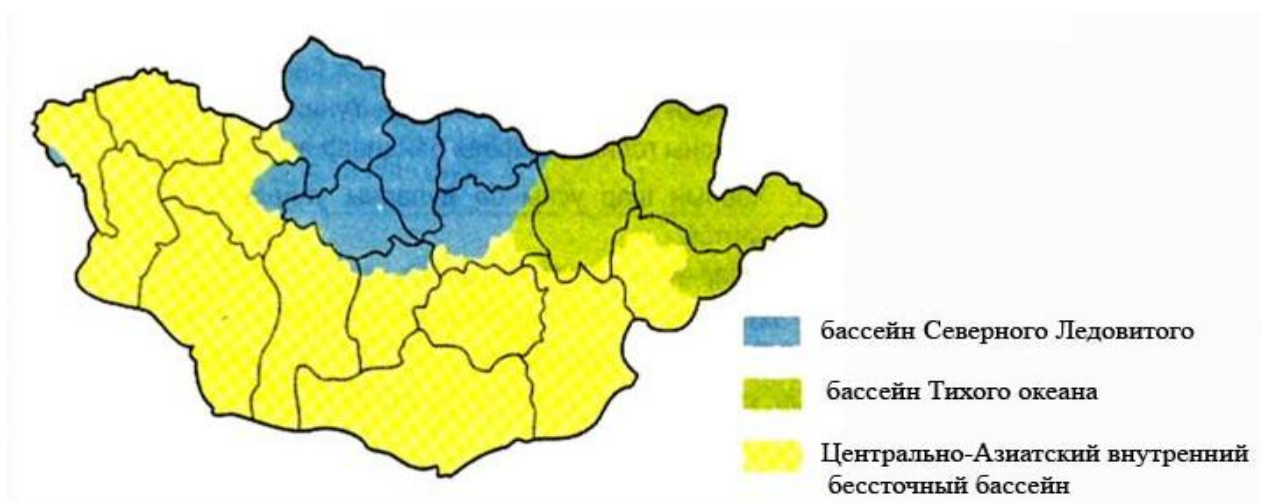 бассейн Северного Ледовитого
бассейн Тихого океана
Центрально-Азиатский внутренний
бессточный бассейн